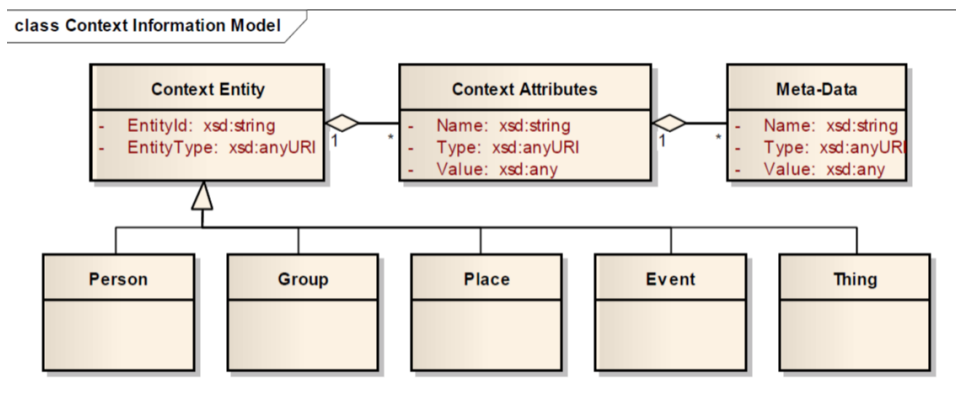 class Context Information Model
Context Entity
- EntityId: xsd:string
- EntityType: xsd:anyURI
1
*
Context Attributes
- Name: xsd:string
- Type: xsd:anyURI
- Value: xsd:any
1
*
Meta-Data
- Name: xsd:string
- Type: xsd:anyURI
- Value: xsd:any
Person
Group
Place
Event
Thing